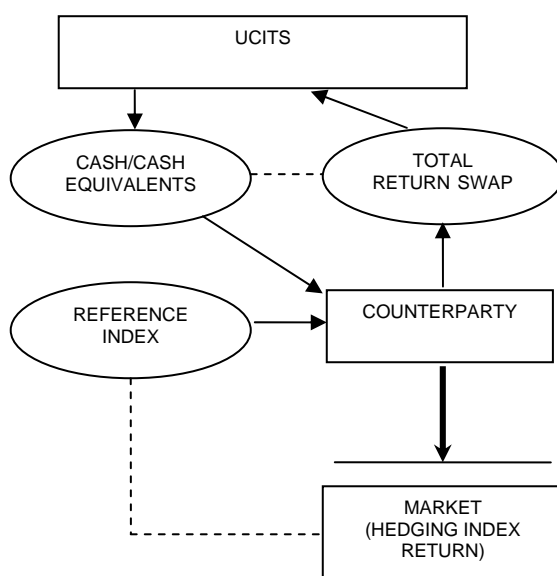 UCITS
CASH/CASH
EQUIVALENTS
TOTAL
RETURN SWAP
REFERENCE
INDEX
COUNTERPARTY
MARKET
(HEDGING INDEX
RETURN)